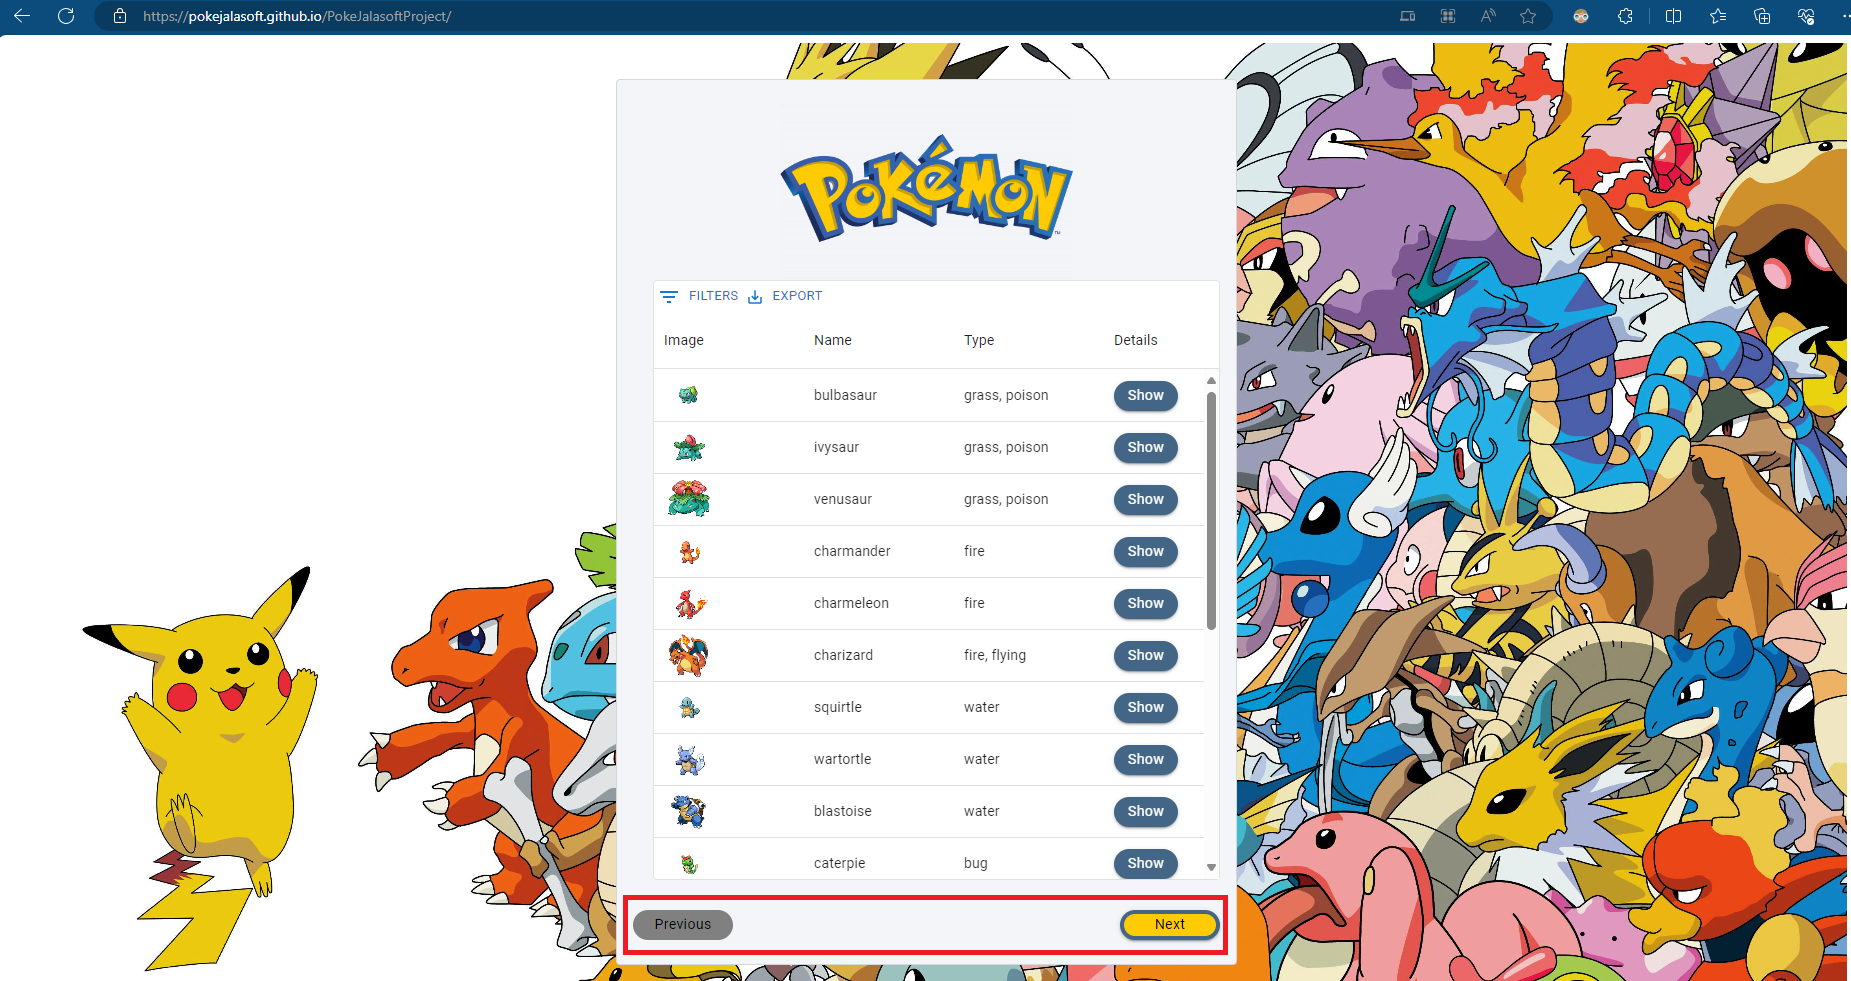 https://pokejalasoft.github.io/PokeJalasoftProject/
POKéMON
TM
FILTERS EXPORT
Image Name Type Details
bulbasaur grass, poison Show
ivysaur grass, poison Show
venusaur grass, poison Show
charmander fire Show
charmeleon fire Show
charizard fire, flying Show
squirtle water Show
wartortle water Show
blastoise water Show
caterpie bug Show
Previous Next